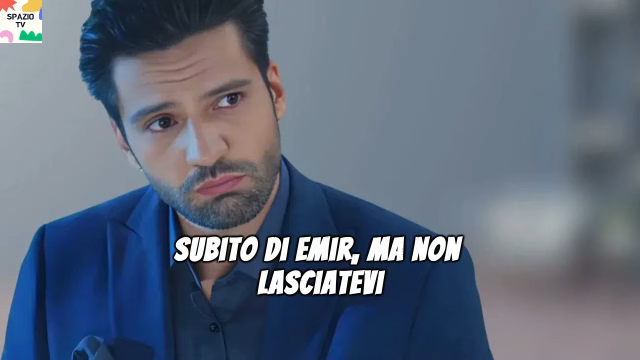 SPAZIO
TV
SUBITO DI EMIR, MA NON
LASCIATEVI